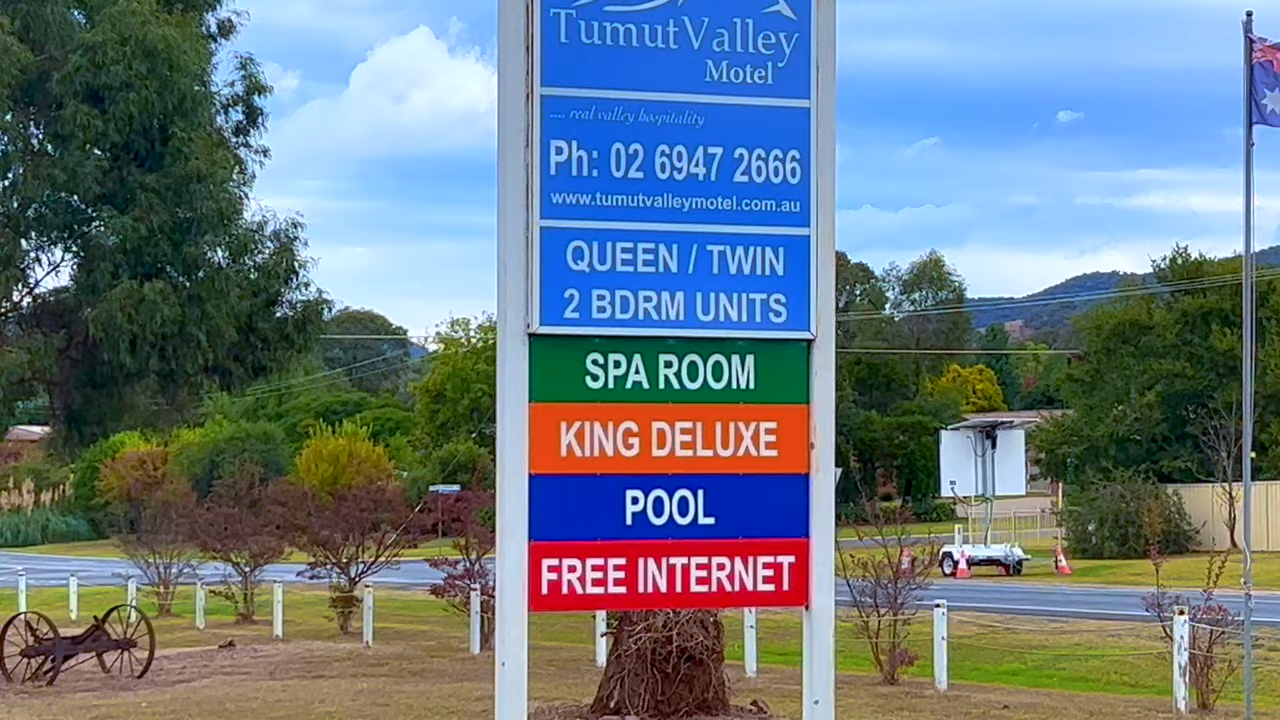 TumutValley
Motel
.... real valley hospitality
Ph: 02 6947 2666
www.tumutvalleymotel.com.au
QUEEN / TWIN
2 BDRM UNITS
SPA ROOM
KING DELUXE
POOL
FREE INTERNET